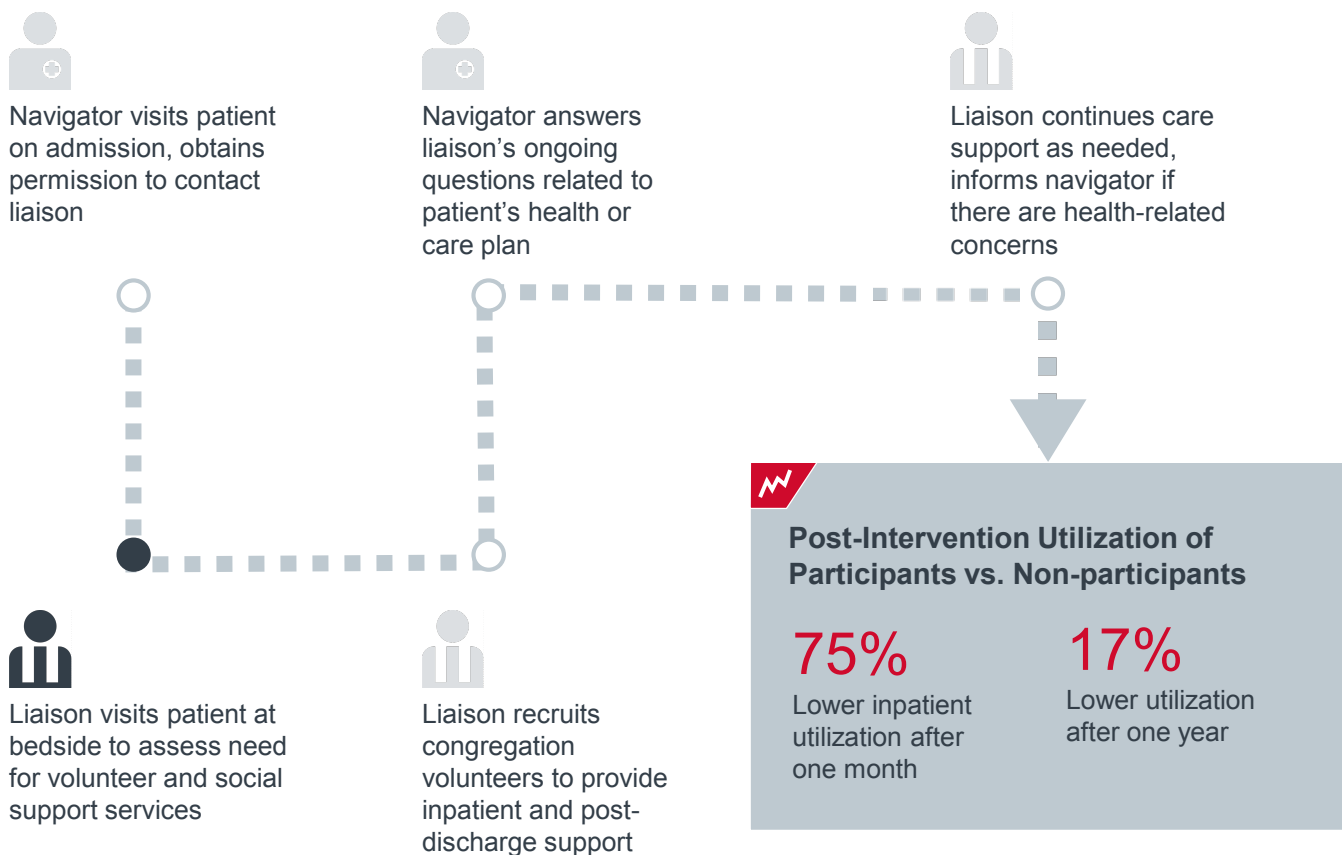 Navigator visits patient
on admission, obtains
permission to contact
liaison
Liaison visits patient at
bedside to assess need
for volunteer and social
support services
Liaison recruits
congregation
volunteers to provide
inpatient and post-
discharge support
Navigator answers
liaison’s ongoing
questions related to
patient’s health or
care plan
Liaison continues care
support as needed,
informs navigator if
there are health-related
concerns
Post-Intervention Utilization of
Participants vs. Non-participants
75%
Lower inpatient
utilization after
one month
17%
Lower utilization
after one year